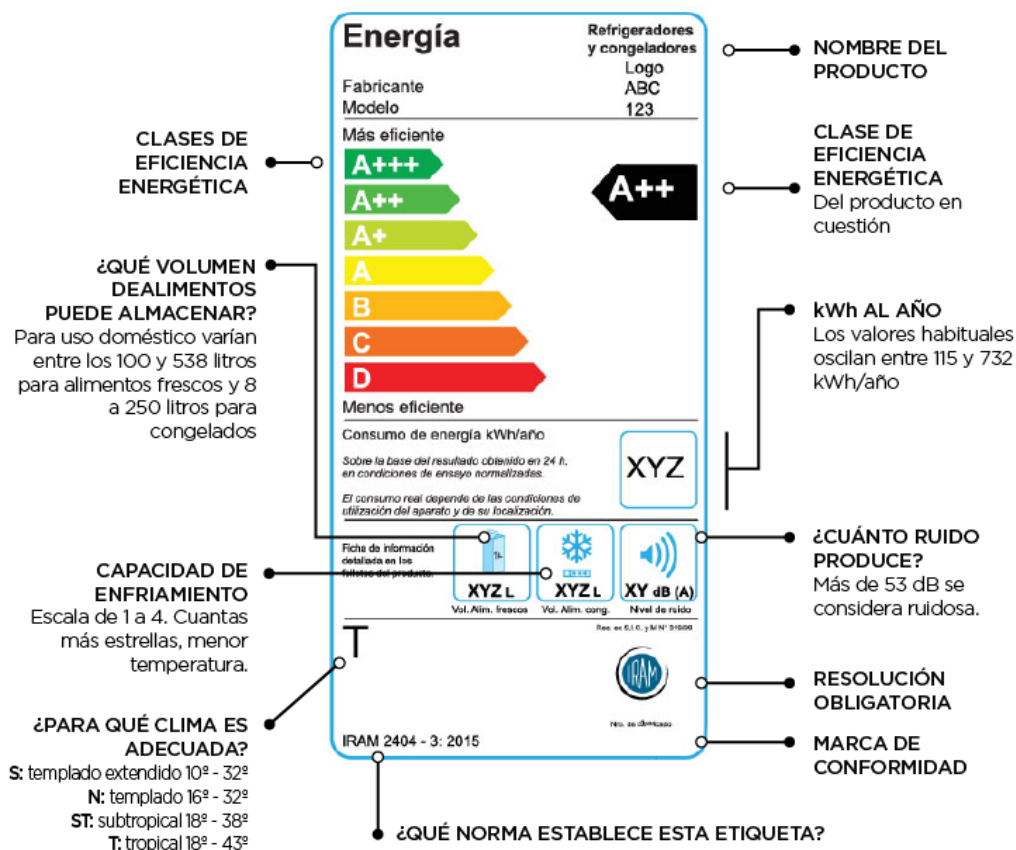 Energía
Refrigeradores
y congeladores
Logo
Fabricante
ABC
Modelo
123
Más eficiente
A+++
A++
A+
A
B
C
D
A++
Menos eficiente
Consumo de energía kWh/año
Sobre la base del resultado obtenido en 24 h.
en condiciones de ensayo normalizadas.
El consumo real depende de las condiciones de
utilización del aparato y de su localización.
XYZ
Ficha de información
detallada en los
folletos del producto.
XYZ L
Vol. Alim. frescos
XYZ L
Vol. Alim. cong.
XY dB (A)
Nivel de ruido
T
Res. ex S.I.C. y M Nº 319/99
IRAM
Nro. de
IRAM 2404 - 3: 2015
CLASES DE
EFICIENCIA
ENERGÉTICA
¿QUÉ VOLUMEN
DEALIMENTOS
PUEDE ALMACENAR?
Para uso doméstico varían
entre los 100 y 538 litros
para alimentos frescos y 8
a 250 litros para
congelados
CAPACIDAD DE
ENFRIAMIENTO
Escala de 1 a 4. Cuantas
más estrellas, menor
temperatura.
¿PARA QUÉ CLIMA ES
ADECUADA?
S: templado extendido 10º - 32º
N: templado 16º - 32º
ST: subtropical 18º - 38º
T: tropical 18º - 43º
NOMBRE DEL
PRODUCTO
CLASE DE
EFICIENCIA
ENERGÉTICA
Del producto en
cuestión
kWh AL AÑO
Los valores habituales
oscilan entre 115 y 732
kWh/año
¿CUÁNTO RUIDO
PRODUCE?
Más de 53 dB se
considera ruidosa.
RESOLUCIÓN
OBLIGATORIA
MARCA DE
CONFORMIDAD
¿QUÉ NORMA ESTABLECE ESTA ETIQUETA?